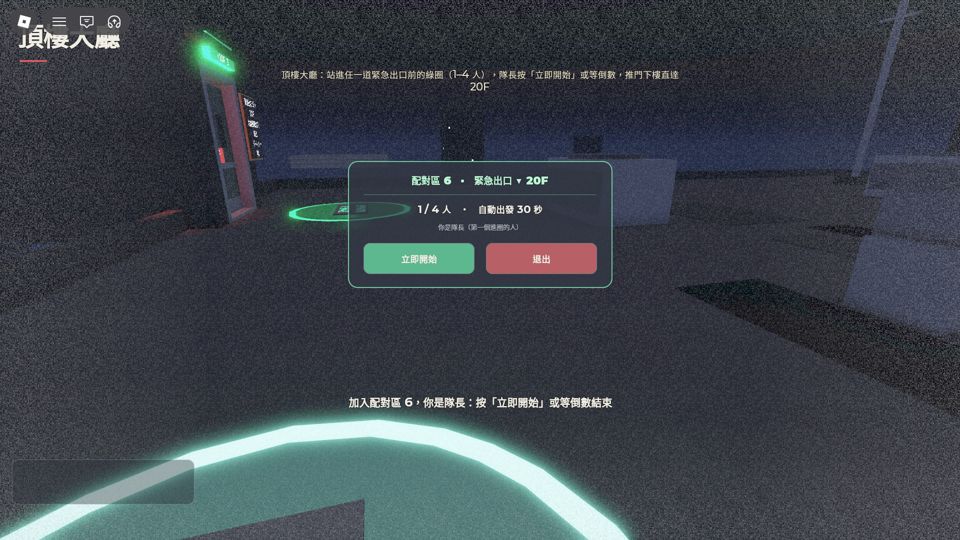 頂樓大廳
頂樓大廳：站進任一道緊急出口前的綠圈（1–4 人），隊長按「立即開始」或等倒數，推門下樓直達
20F
配對區 6 • 緊急出口 ▼ 20F
1 / 4 人 • 自動出發 30 秒
你是隊長（第一個進圈的人）
立即開始
退出
加入配對區 6，你是隊長：按「立即開始」或等倒數結束